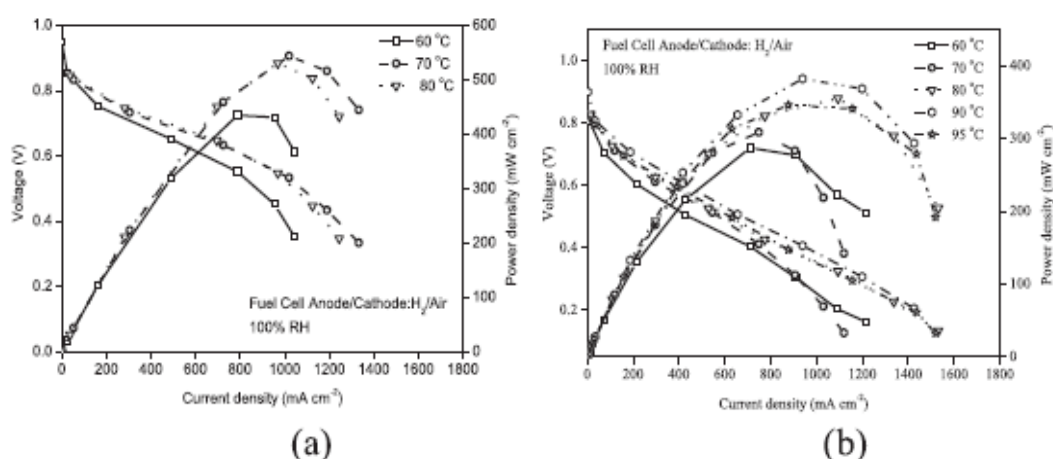 1.0
0.8
0.6
0.4
0.2
0.0
Voltage (V)
600
500
400
300
200
100
0
Power density (mW cm⁻²)
60 °C
70 °C
80 °C
Fuel Cell Anode/Cathode:H₂/Air
100% RH
0 200 400 600 800 1000 1200 1400 1600 1800
Current density (mA cm⁻²)
(a)
1.0
0.8
0.6
0.4
0.2
Voltage (V)
400
300
200
100
0
Power density (mW cm⁻²)
Fuel Cell Anode/Cathode: H₂/Air
100% RH
60 °C
70 °C
80 °C
90 °C
95 °C
0 200 400 600 800 1000 1200 1400 1600 1800
Current density (mA cm⁻²)
(b)